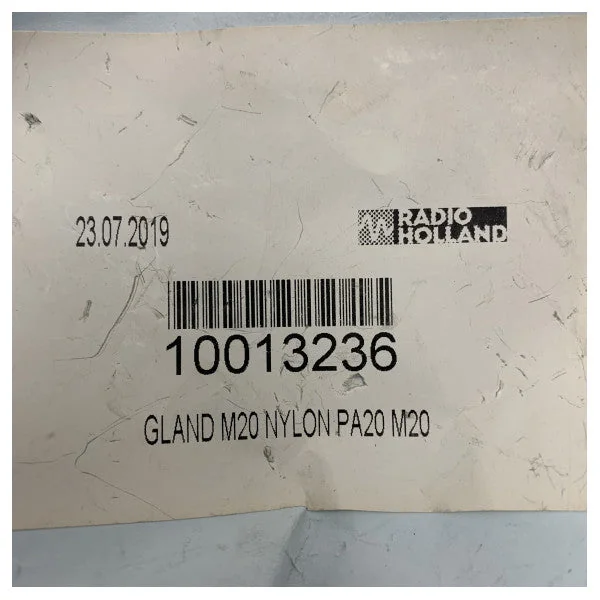 23.07.2019
RADIO
HOLLAND
10013236
GLAND M20 NYLON PA20 M20